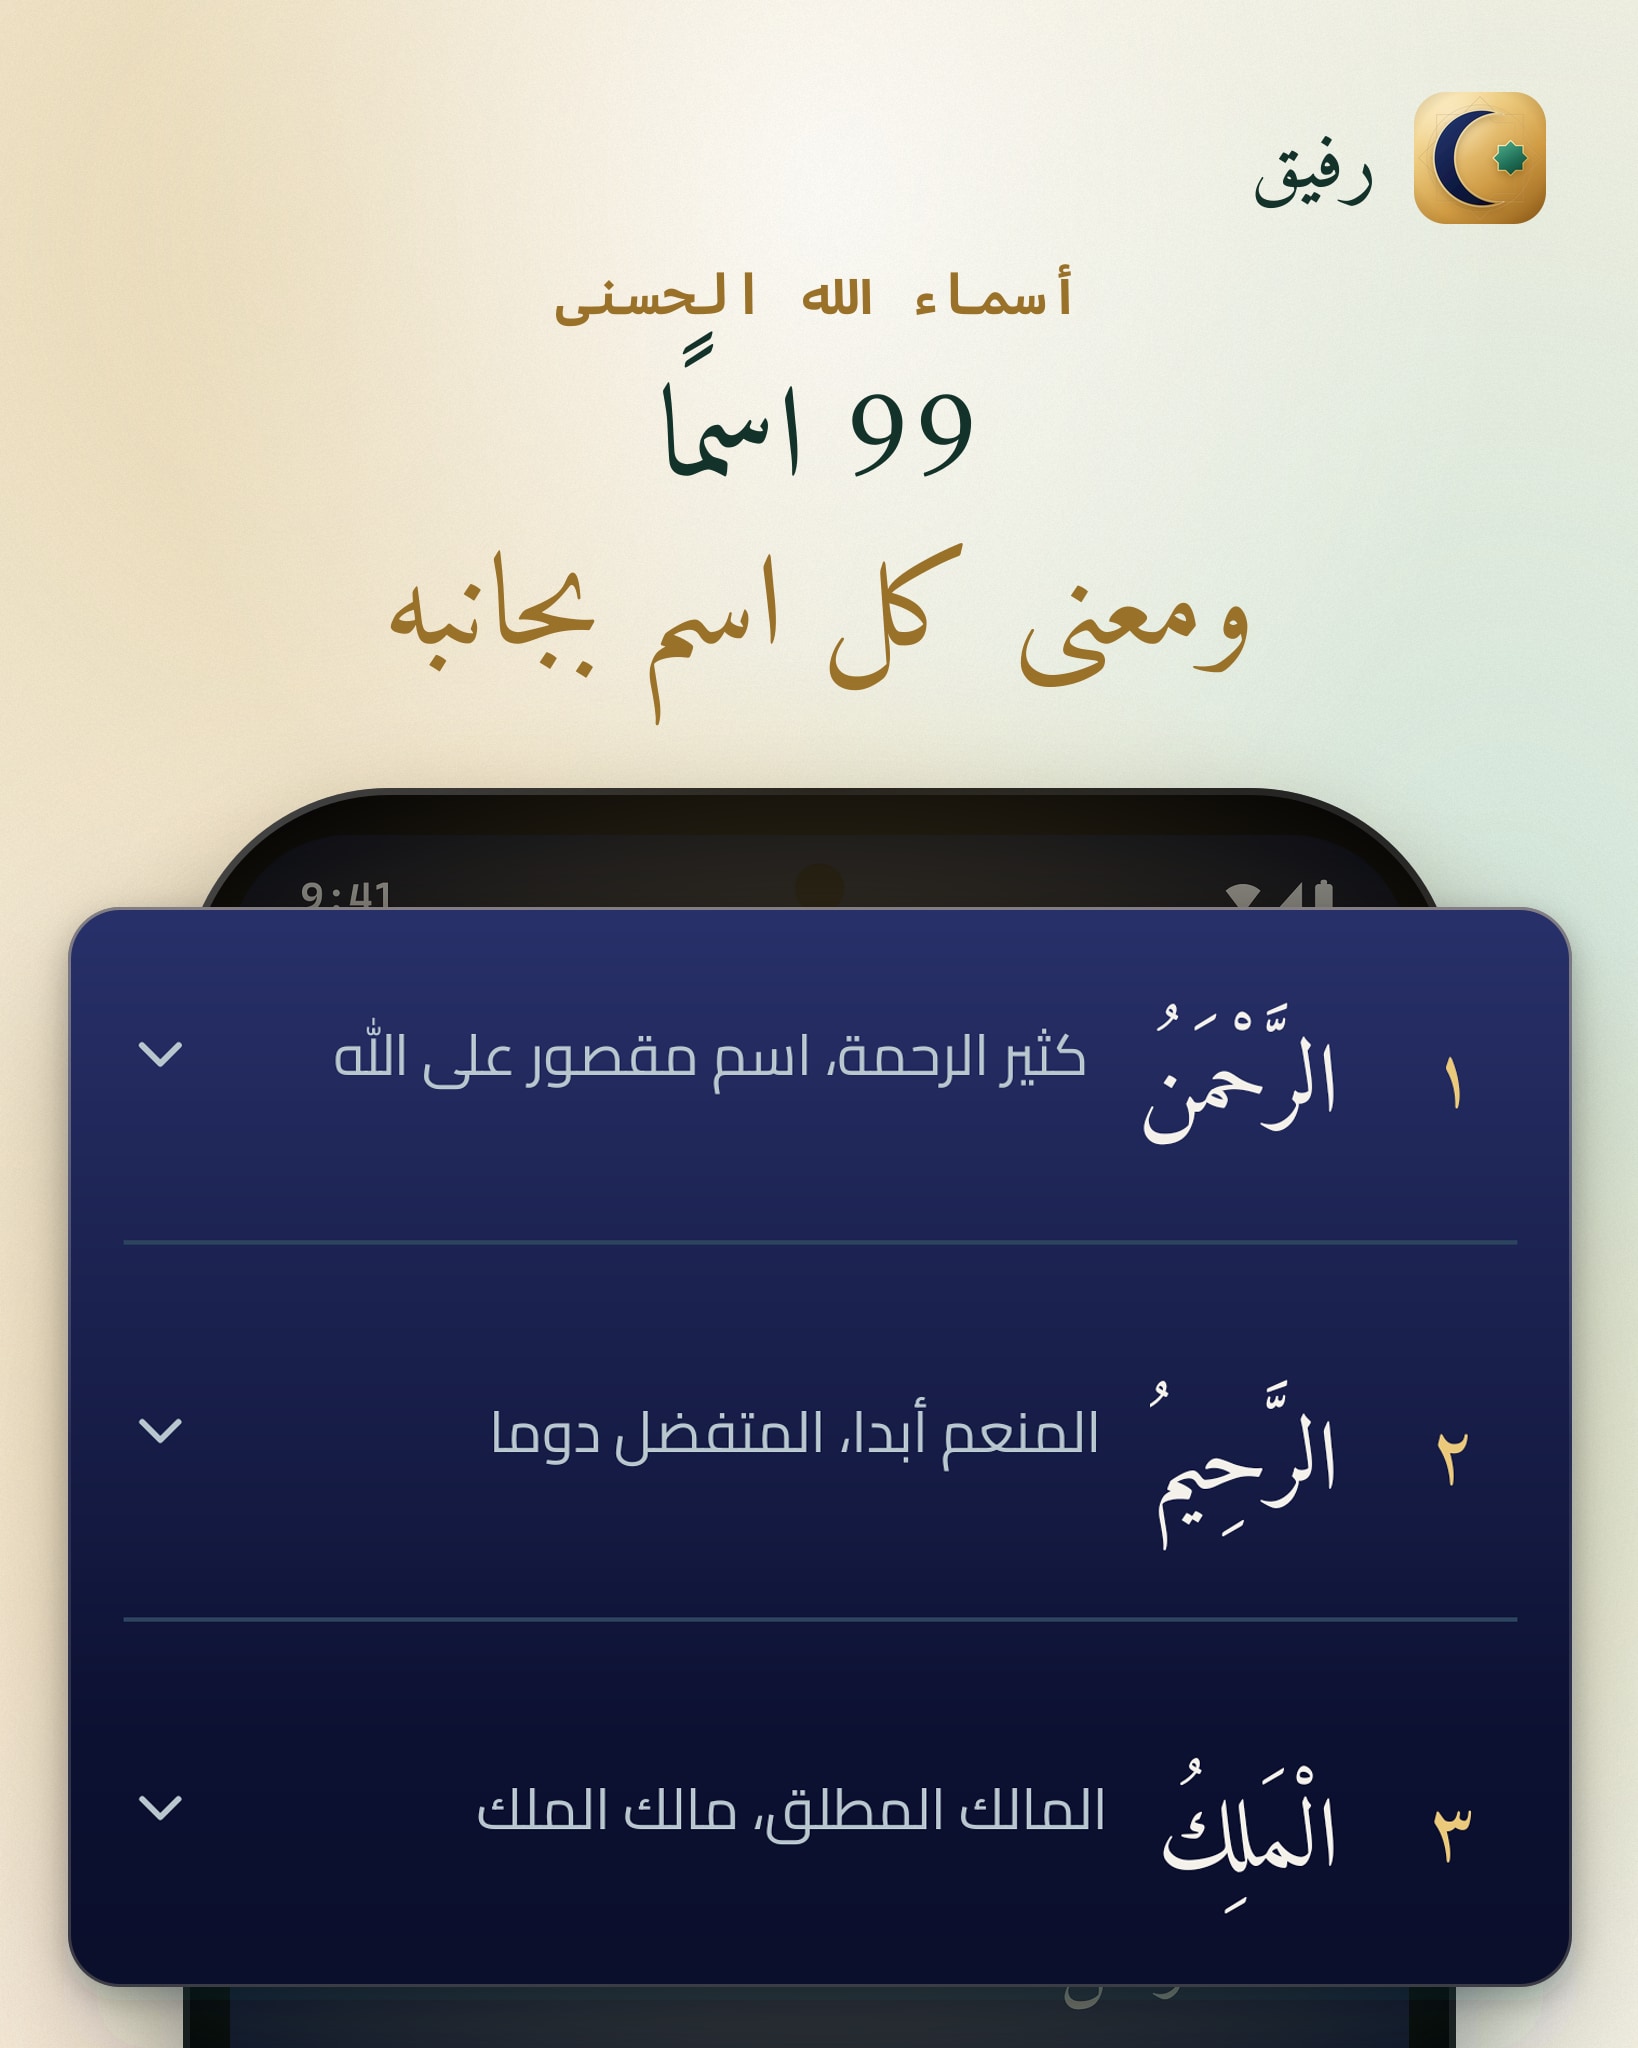 رفيق
أسماء الله الحسنى
99 اسمًا
ومعنى كل اسم بجانبه
9:41
١ الرَّحْمَنُ كثير الرحمة، اسم مقصور على الله
٢ الرَّحِيمُ المنعم أبدا، المتفضل دوما
٣ الْمَلِكُ المالك المطلق، مالك الملك